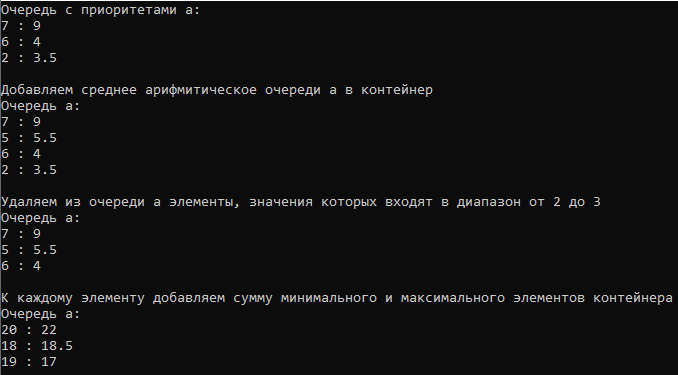 Очередь с приоритетами a:
7 : 9
6 : 4
2 : 3.5
Добавляем среднее арифмитическое очереди a в контейнер
Очередь a:
7 : 9
5 : 5.5
6 : 4
2 : 3.5
Удаляем из очереди a элементы, значения которых входят в диапазон от 2 до 3
Очередь a:
7 : 9
5 : 5.5
6 : 4
К каждому элементу добавляем сумму минимального и максимального элементов контейнера
Очередь a:
20 : 22
18 : 18.5
19 : 17